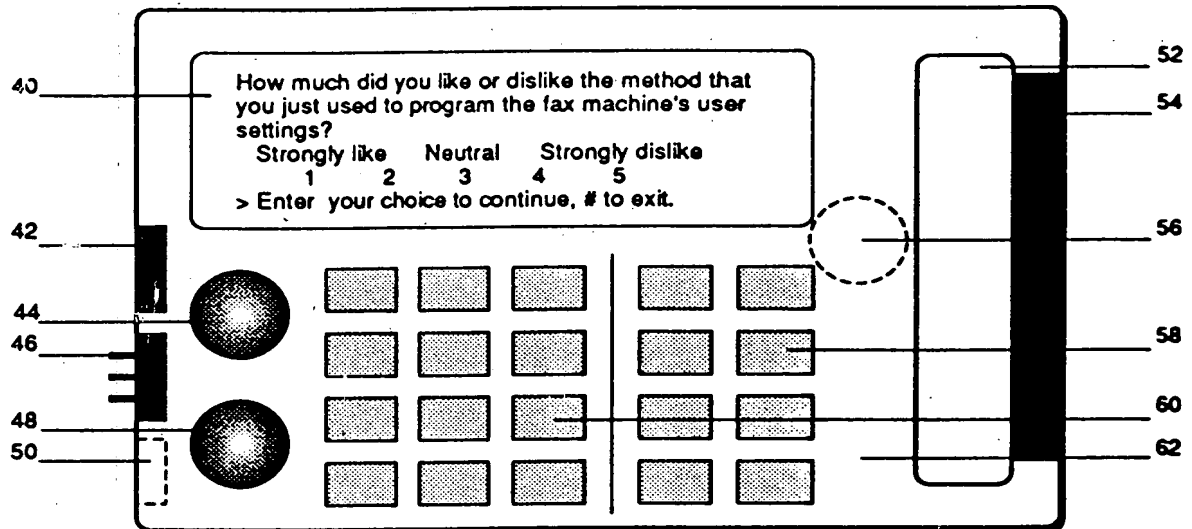 How much did you like or dislike the method that
you just used to program the fax machine's user
settings?
Strongly like Neutral Strongly dislike
1 2 3 4 5
> Enter your choice to continue, # to exit.
40
42
44
46
48
50
52
54
56
58
60
62